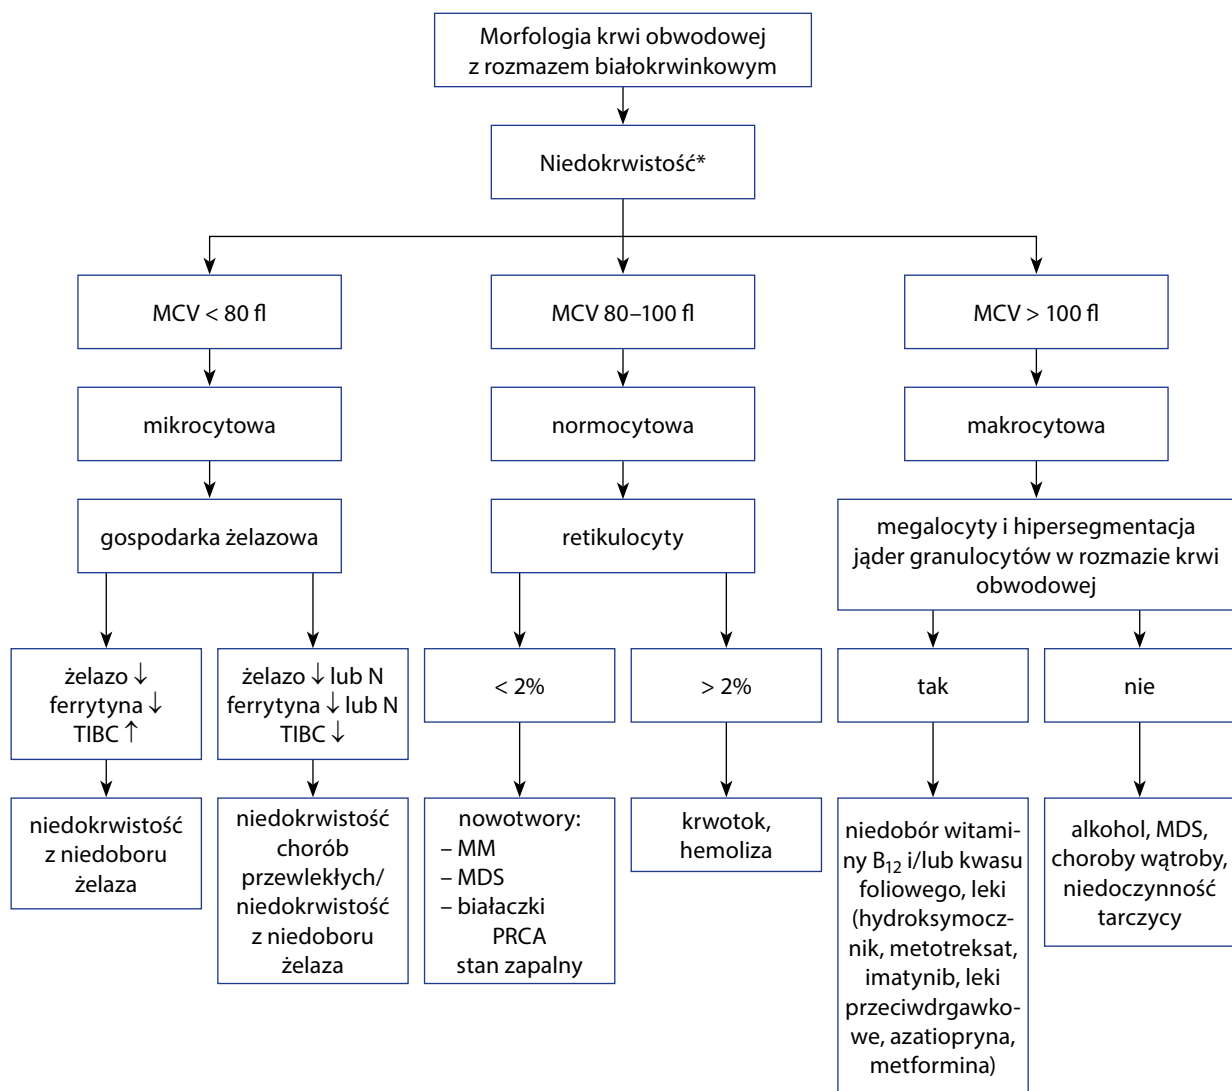 Morfologia krwi obwodowej
z rozmazem białokrwinkowym
Niedokrwistość*
MCV < 80 fl
MCV 80–100 fl
MCV > 100 fl
mikrocytowa
normocytowa
makrocytowa
gospodarka żelazowa
retikulocyty
megalocyty i hipersegmentacja
jąder granulocytów w rozmazie krwi
obwodowej
żelazo ↓
ferrytyna ↓
TIBC ↑
żelazo ↓ lub N
ferrytyna ↓ lub N
TIBC ↓
< 2%
> 2%
tak
nie
niedokrwistość
z niedoboru
żelaza
niedokrwistość
chorób
przewlekłych/
niedokrwistość
z niedoboru
żelaza
nowotwory:
– MM
– MDS
– białaczki
PRCA
stan zapalny
krwotok,
hemoliza
niedobór witami-
ny B₁₂ i/lub kwasu
foliowego, leki
(hydroksymocz-
nik, metotreksat,
imatynib, leki
przeciwdrgawko-
we, azatiopryna,
metformina)
alkohol, MDS,
choroby wątroby,
niedoczynność
tarczycy